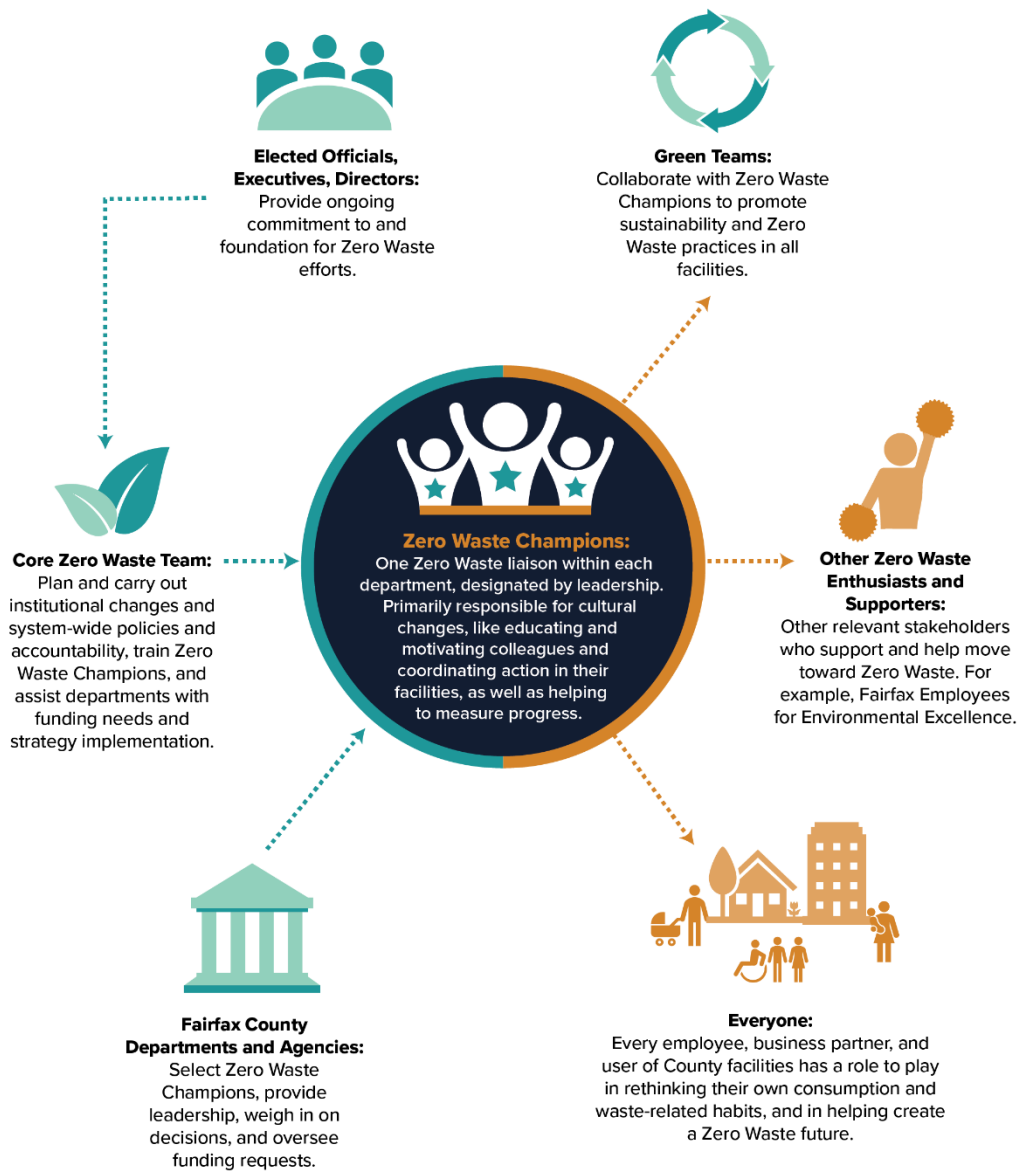 Elected Officials,
Executives, Directors:
Provide ongoing
commitment to and
foundation for Zero Waste
efforts.
Green Teams:
Collaborate with Zero Waste
Champions to promote
sustainability and Zero
Waste practices in all
facilities.
Core Zero Waste Team:
Plan and carry out
institutional changes and
system-wide policies and
accountability, train Zero
Waste Champions, and
assist departments with
funding needs and
strategy implementation.
Zero Waste Champions:
One Zero Waste liaison within each
department, designated by leadership.
Primarily responsible for cultural
changes, like educating and
motivating colleagues and
coordinating action in their
facilities, as well as helping
to measure progress.
Other Zero Waste
Enthusiasts and
Supporters:
Other relevant stakeholders
who support and help move
toward Zero Waste. For
example, Fairfax Employees
for Environmental Excellence.
Fairfax County
Departments and Agencies:
Select Zero Waste
Champions, provide
leadership, weigh in on
decisions, and oversee
funding requests.
Everyone:
Every employee, business partner, and
user of County facilities has a role to play
in rethinking their own consumption and
waste-related habits, and in helping create
a Zero Waste future.